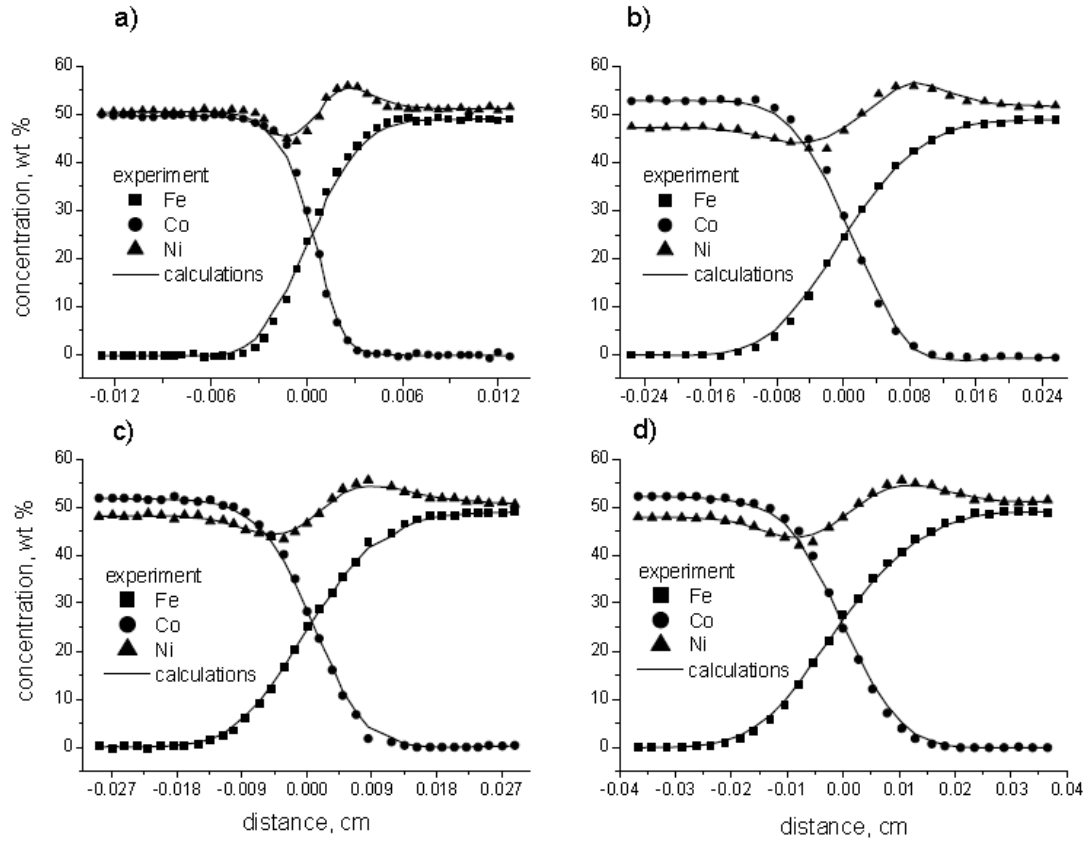 a)
60
50
40
30
20
10
0
concentration, wt %
experiment
Fe
Co
Ni
calculations
-0.012 -0.006 0.000 0.006 0.012
b)
60
50
40
30
20
10
0
experiment
Fe
Co
Ni
calculations
-0.024 -0.016 -0.008 0.000 0.008 0.016 0.024
c)
60
50
40
30
20
10
0
concentration, wt %
experiment
Fe
Co
Ni
calculations
-0.027 -0.018 -0.009 0.000 0.009 0.018 0.027
distance, cm
d)
60
50
40
30
20
10
0
experiment
Fe
Co
Ni
calculations
-0.04 -0.03 -0.02 -0.01 0.00 0.01 0.02 0.03 0.04
distance, cm